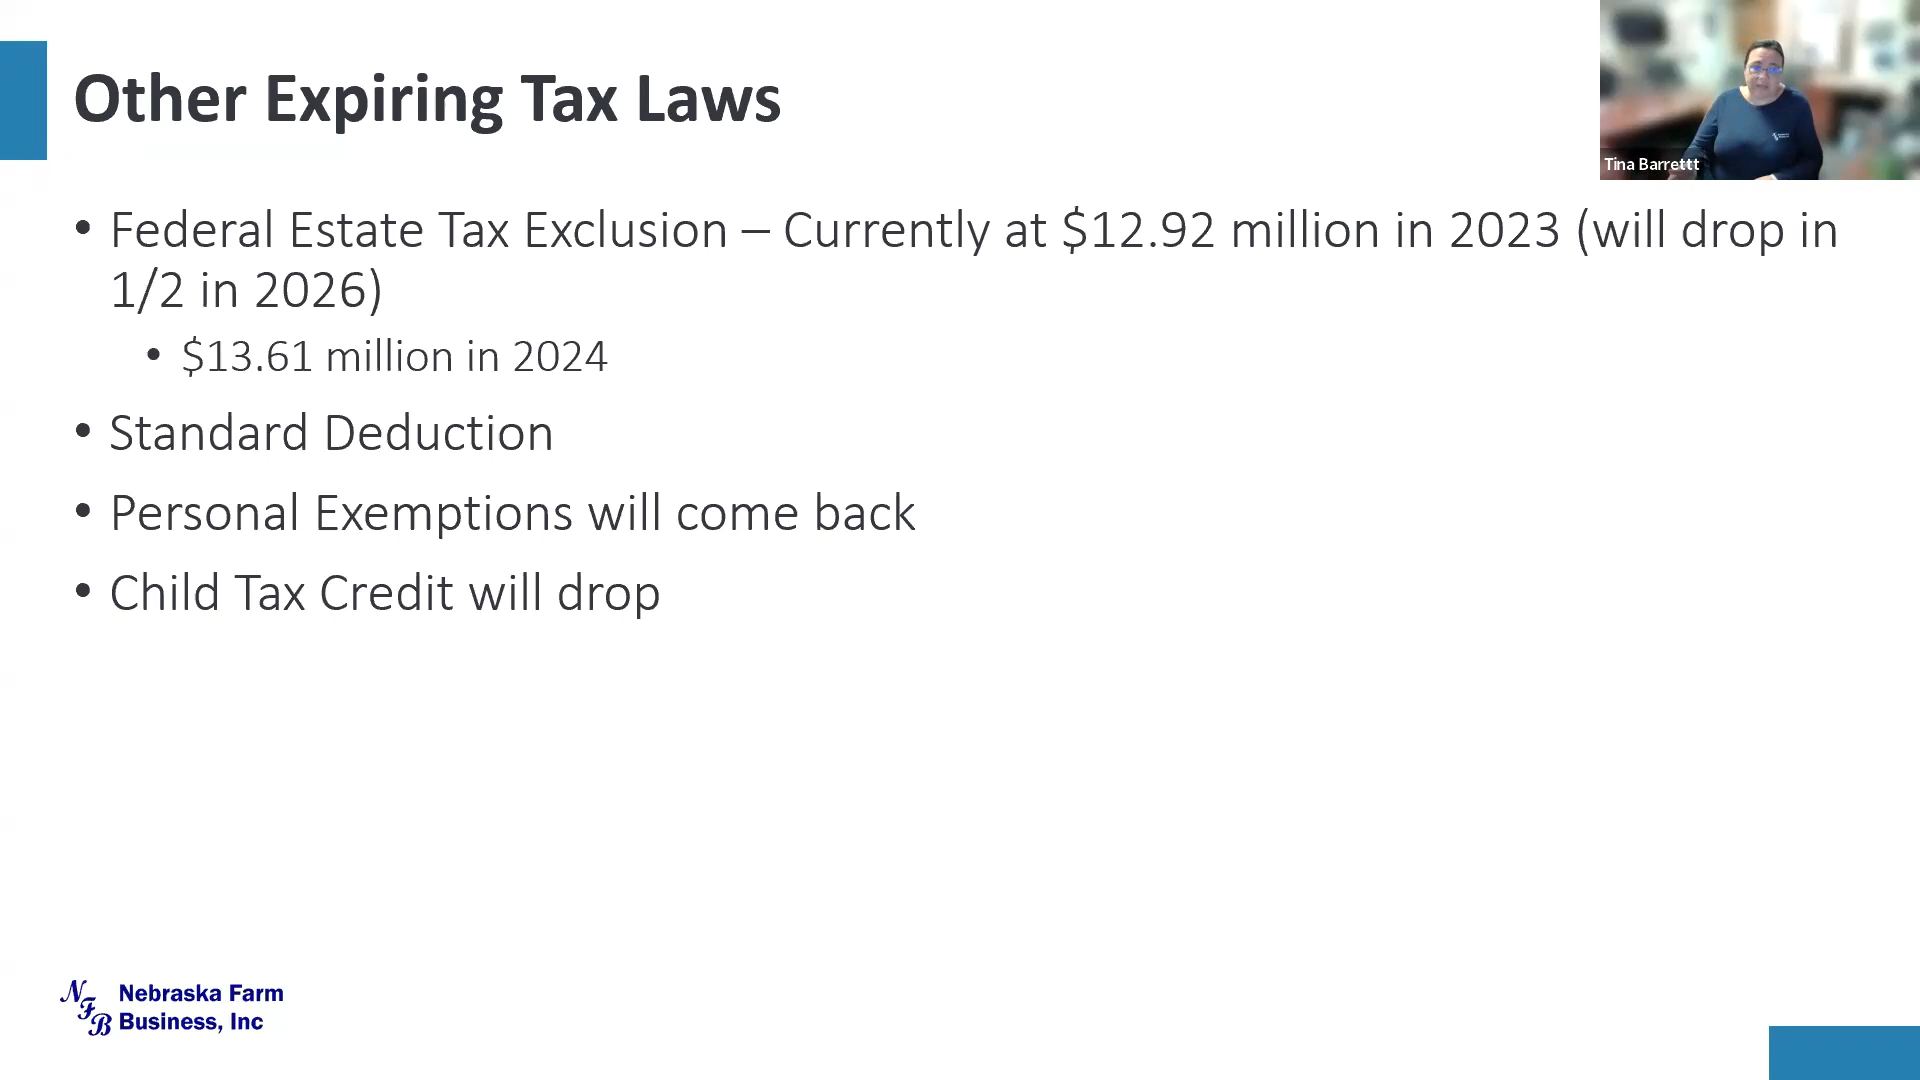 Other Expiring Tax Laws
Tina Barrettt
• Federal Estate Tax Exclusion – Currently at $12.92 million in 2023 (will drop in
1/2 in 2026)
• $13.61 million in 2024
• Standard Deduction
• Personal Exemptions will come back
• Child Tax Credit will drop
NFB
Nebraska Farm
Business, Inc